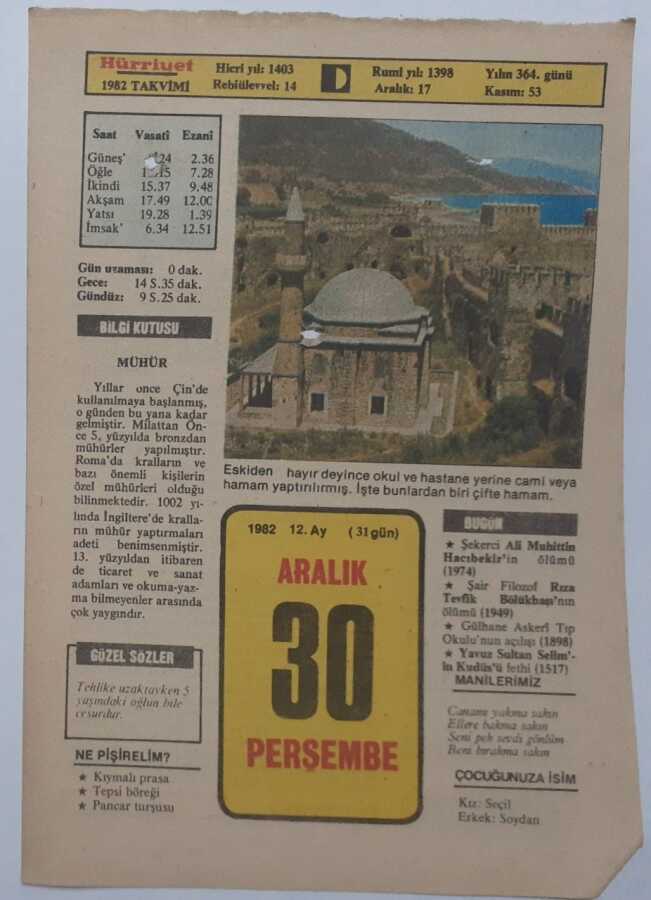 Hürriyet
1982 TAKVİMİ
Hicri yıl: 1403
Rebiülevvel: 14
D
Rumî yıl: 1398
Aralık: 17
Yılın 364. günü
Kasım: 53
Saat Vasatî Ezanî
Güneş' 24 2.36
Öğle 15 7.28
İkindi 15.37 9.48
Akşam 17.49 12.00
Yatsı 19.28 1.39
İmsak' 6.34 12.51
Gün uzaması: 0 dak.
Gece: 14 S.35 dak.
Gündüz: 9 S.25 dak.
BİLGİ KUTUSU
MÜHÜR
Yıllar once Çin'de
kullanılmaya başlanmış,
o günden bu yana kadar
gelmiştir. Milattan Ön-
ce 5, yüzyılda bronzdan
mühürler yapılmıştır.
Roma'da kralların ve
bazı önemli kişilerin
özel mühürleri olduğu
bilinmektedir. 1002 yı-
lında İngiltere'de kralla-
rın mühür yaptırmaları
adeti benimsenmiştir.
13. yüzyıldan itibaren
de ticaret ve sanat
adamları ve okuma-yaz-
ma bilmeyenler arasında
çok yaygındır.
GÜZEL SÖZLER
Tehlike uzaktayken 5
yaşındaki oğlun bile
cesurdur.
NE PİŞİRELİM?
★ Kıymalı prasa
★ Tepsi böreği
★ Pancar turşusu
Eskiden hayır deyince okul ve hastane yerine cami veya
hamam yaptırılırmış. İşte bunlardan biri çifte hamam.
1982 12. Ay (31 gün)
ARALIK
30
PERŞEMBE
BUGÜN
★ Şekerci Ali Muhittin
Hacıbekir'in ölümü
(1974)
★ Şair Filozof Rıza
Tevfik Bölükbaşı'nın
ölümü (1949)
★ Gülhane Askerî Tıp
Okulu'nun açılışı (1898)
★ Yavuz Sultan Selim'-
in Kudüs'ü fethi (1517)
MANİLERİMİZ
Cananı yakma sakın
Ellere bakma sakın
Seni pek sevdi gönlüm
Beni bırakma sakın
ÇOCUĞUNUZA İSİM
Kız: Seçil
Erkek: Soydan